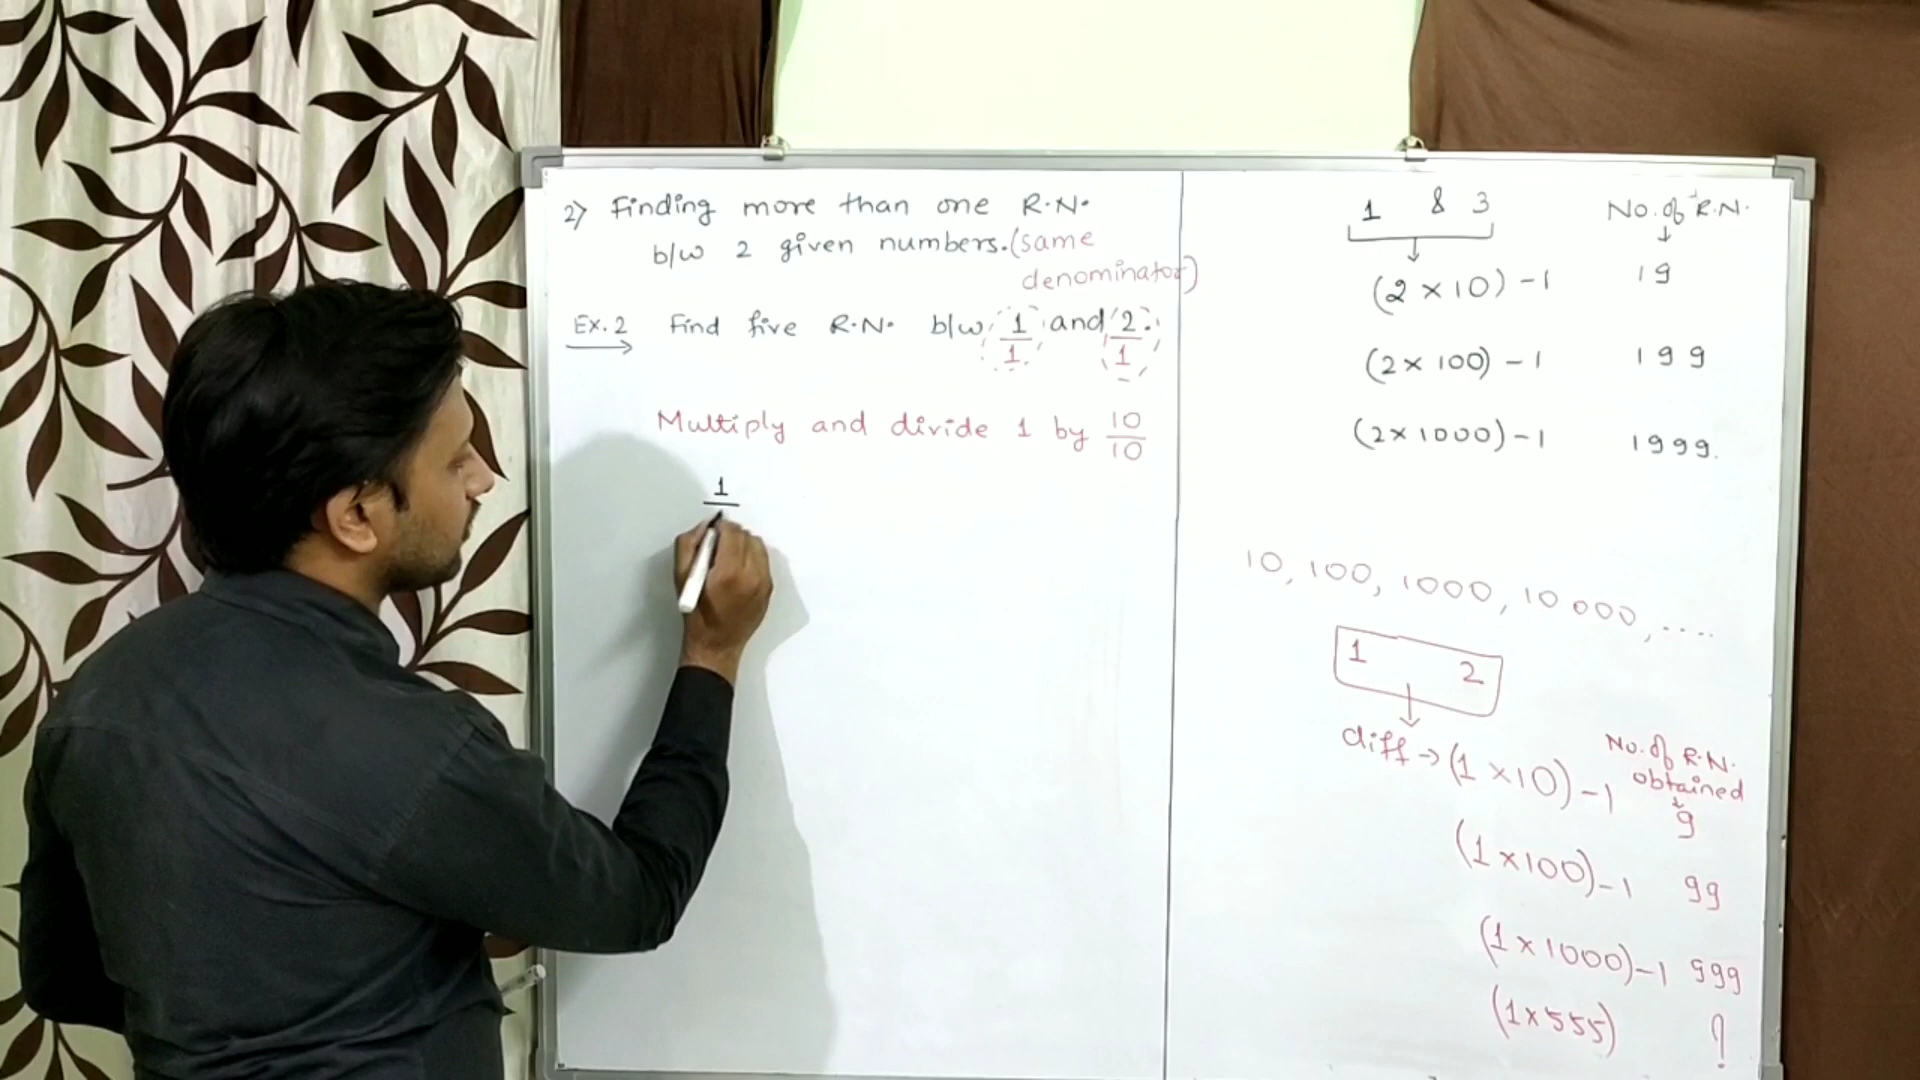 2) Finding more than one R.N.
b/w 2 given numbers. (same
denominator)
Ex. 2 Find five R.N. b/w 1/1 and 2/1.
Multiply and divide 1 by 10/10
1
1 & 3 No. of R.N.
↓
(2 × 10) - 1 19
(2 × 100) - 1 199
(2 × 1000) - 1 1999.
10, 100, 1000, 10 000, ....
1 2
diff → (1 × 10) - 1
No. of R.N.
obtained
↓
9
(1 × 100) - 1 99
(1 × 1000) - 1 999
(1 × 555) ?